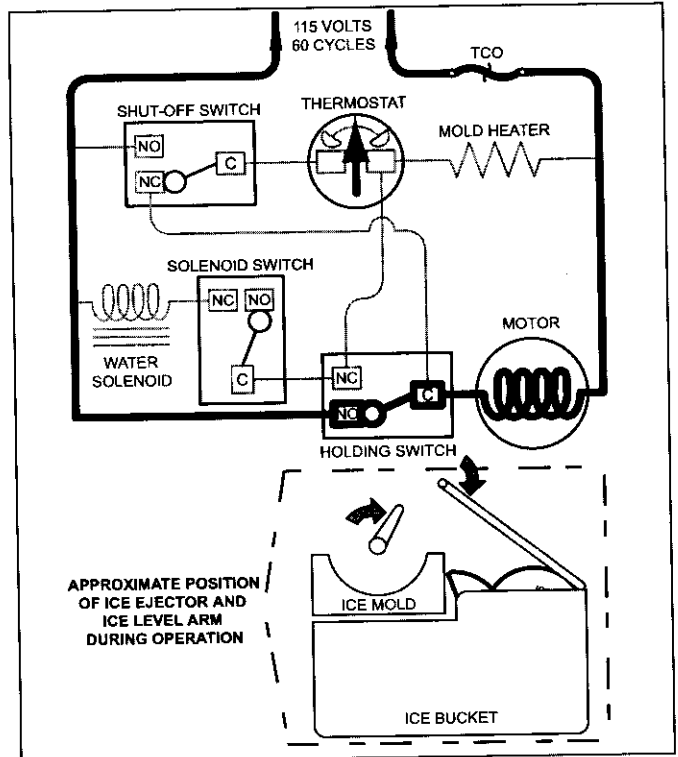 115 VOLTS
60 CYCLES
TCO
SHUT-OFF SWITCH
THERMOSTAT
MOLD HEATER
NO
C
NC
SOLENOID SWITCH
NC
NO
MOTOR
WATER
SOLENOID
C
NC
C
NO
HOLDING SWITCH
APPROXIMATE POSITION
OF ICE EJECTOR AND
ICE LEVEL ARM
DURING OPERATION
ICE MOLD
ICE BUCKET